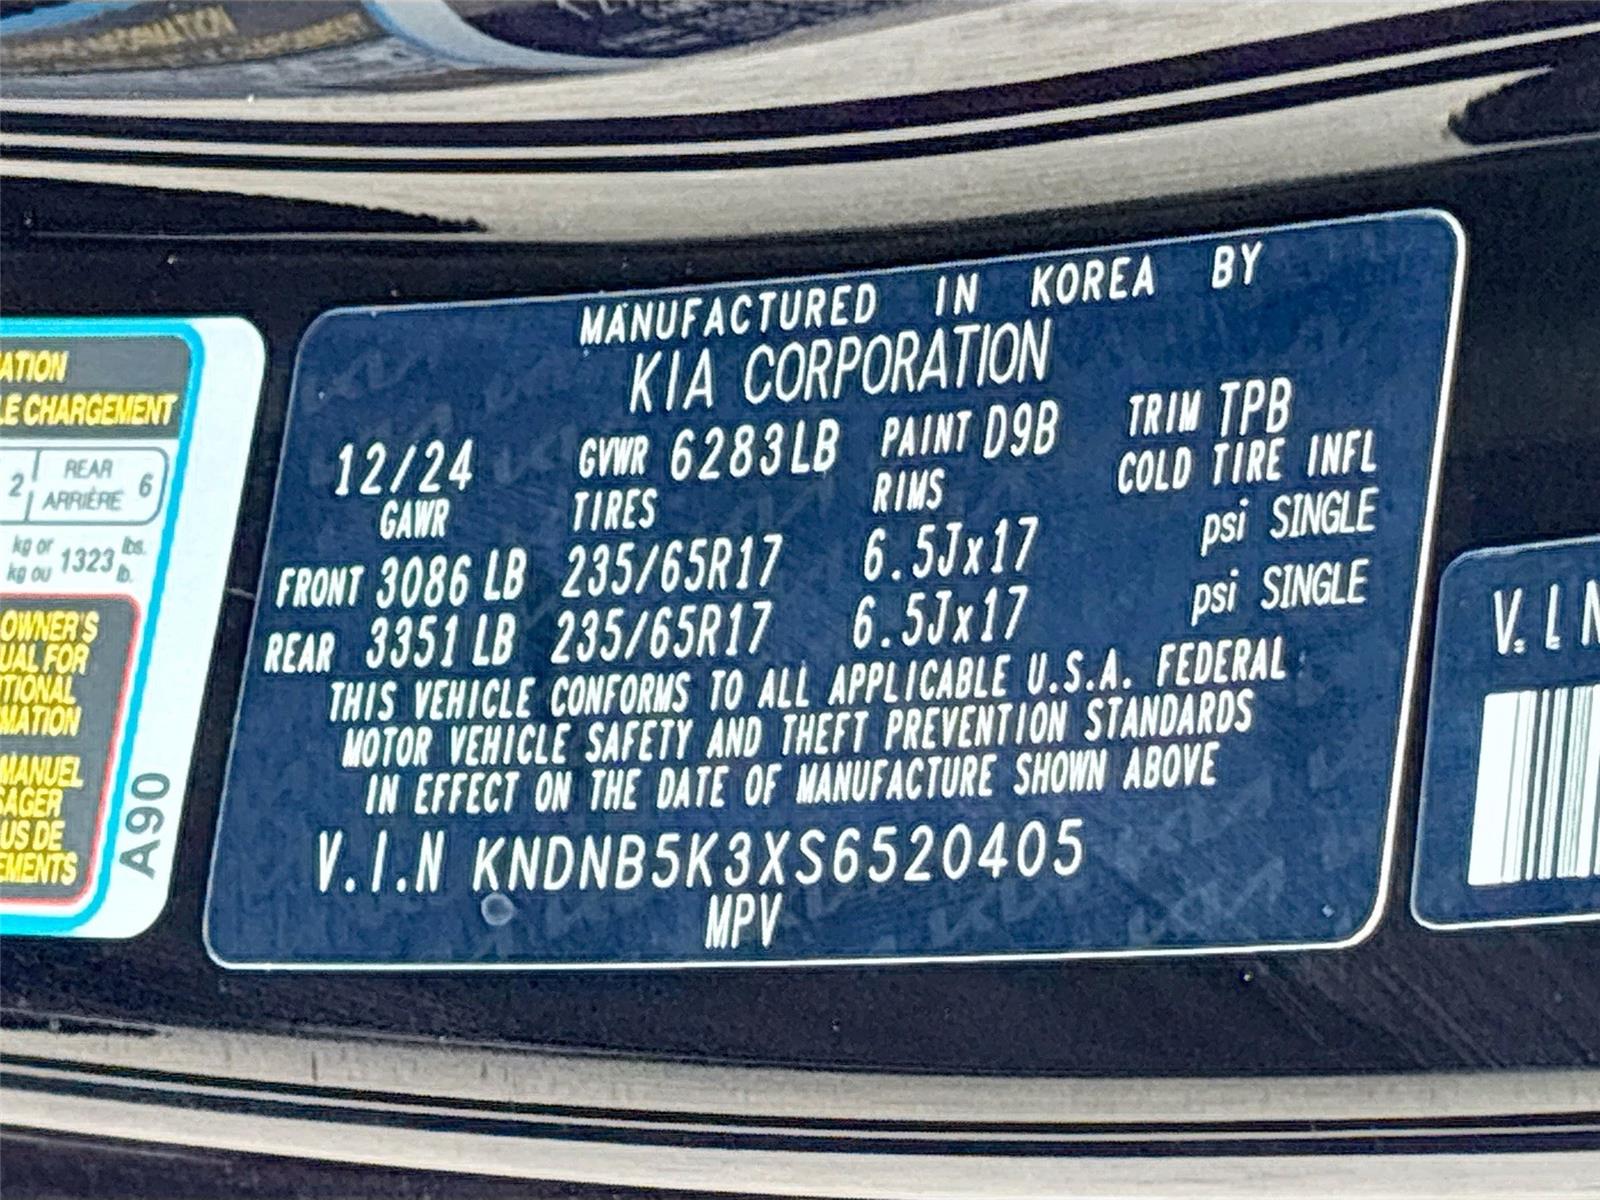 MANUFACTURED IN KOREA BY
KIA CORPORATION
12/24 GVWR 6283LB PAINT D9B TRIM TPB
GAWR TIRES RIMS COLD TIRE INFL
FRONT 3086 LB 235/65R17 6.5Jx17 psi SINGLE
REAR 3351 LB 235/65R17 6.5Jx17 psi SINGLE
THIS VEHICLE CONFORMS TO ALL APPLICABLE U.S.A. FEDERAL
MOTOR VEHICLE SAFETY AND THEFT PREVENTION STANDARDS
IN EFFECT ON THE DATE OF MANUFACTURE SHOWN ABOVE
V.I.N KNDNB5K3XS6520405
MPV
ATION
LE CHARGEMENT
2 REAR 6
ARRIÈRE
kg or 1323 lbs.
kg ou lb.
OWNER'S
UAL FOR
TIONAL
MATION
MANUEL
SAGER
US DE
EMENTS
A90
V.I.N